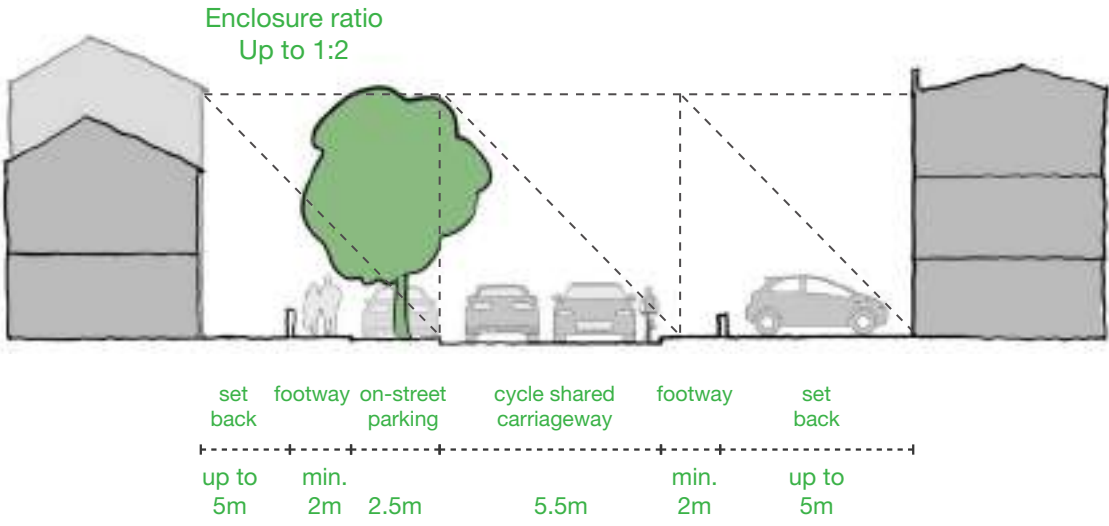 Enclosure ratio
Up to 1:2
set back
footway
on-street parking
cycle shared carriageway
footway
set back
up to 5m
min. 2m
2.5m
5.5m
min. 2m
up to 5m